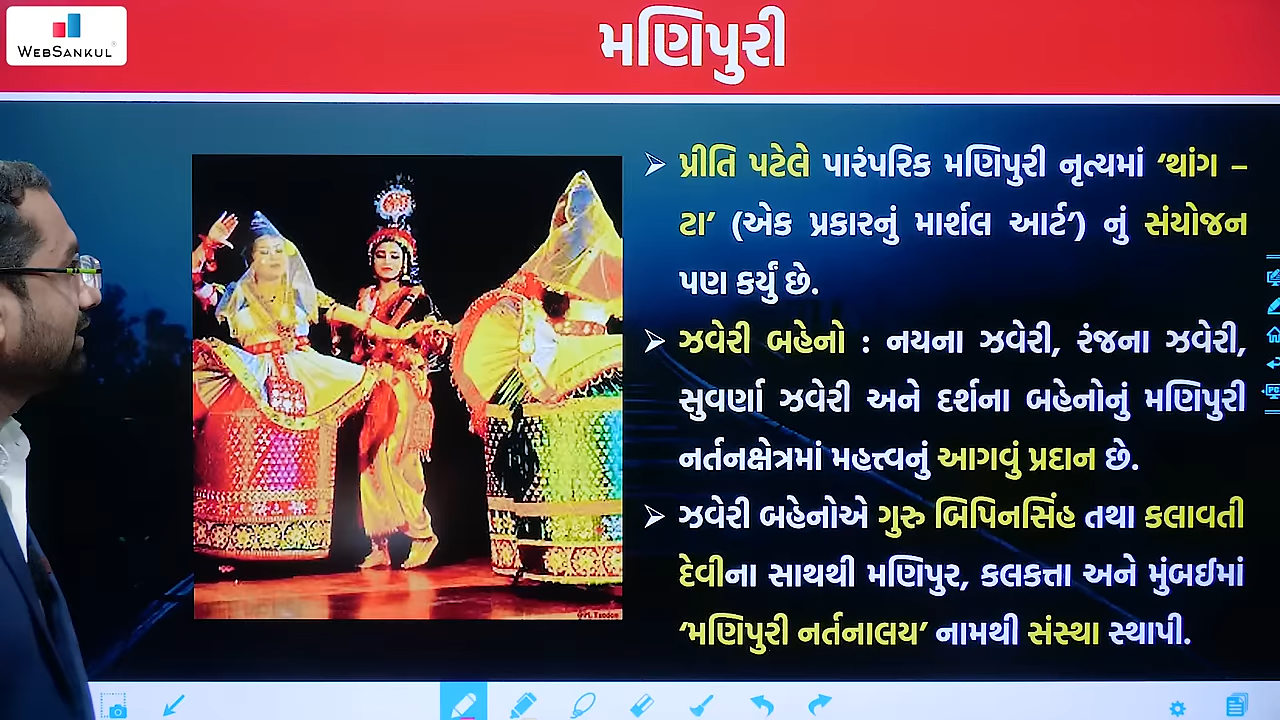 WEBSANKUL
મણિપુરી
➢ પ્રીતિ પટેલે પારંપરિક મણિપુરી નૃત્યમાં ‘થાંગ –
ટા’ (એક પ્રકારનું માર્શલ આર્ટ’) નું સંયોજન
પણ કર્યું છે.
➢ ઝવેરી બહેનો : નયના ઝવેરી, રંજના ઝવેરી,
સુવર્ણા ઝવેરી અને દર્શના બહેનોનું મણિપુરી
નર્તનક્ષેત્રમાં મહત્ત્વનું આગવું પ્રદાન છે.
➢ ઝવેરી બહેનોએ ગુરુ બિપિનસિંહ તથા કલાવતી
દેવીના સાથથી મણિપુર, કલકત્તા અને મુંબઈમાં
‘મણિપુરી નર્તનાલય’ નામથી સંસ્થા સ્થાપી.